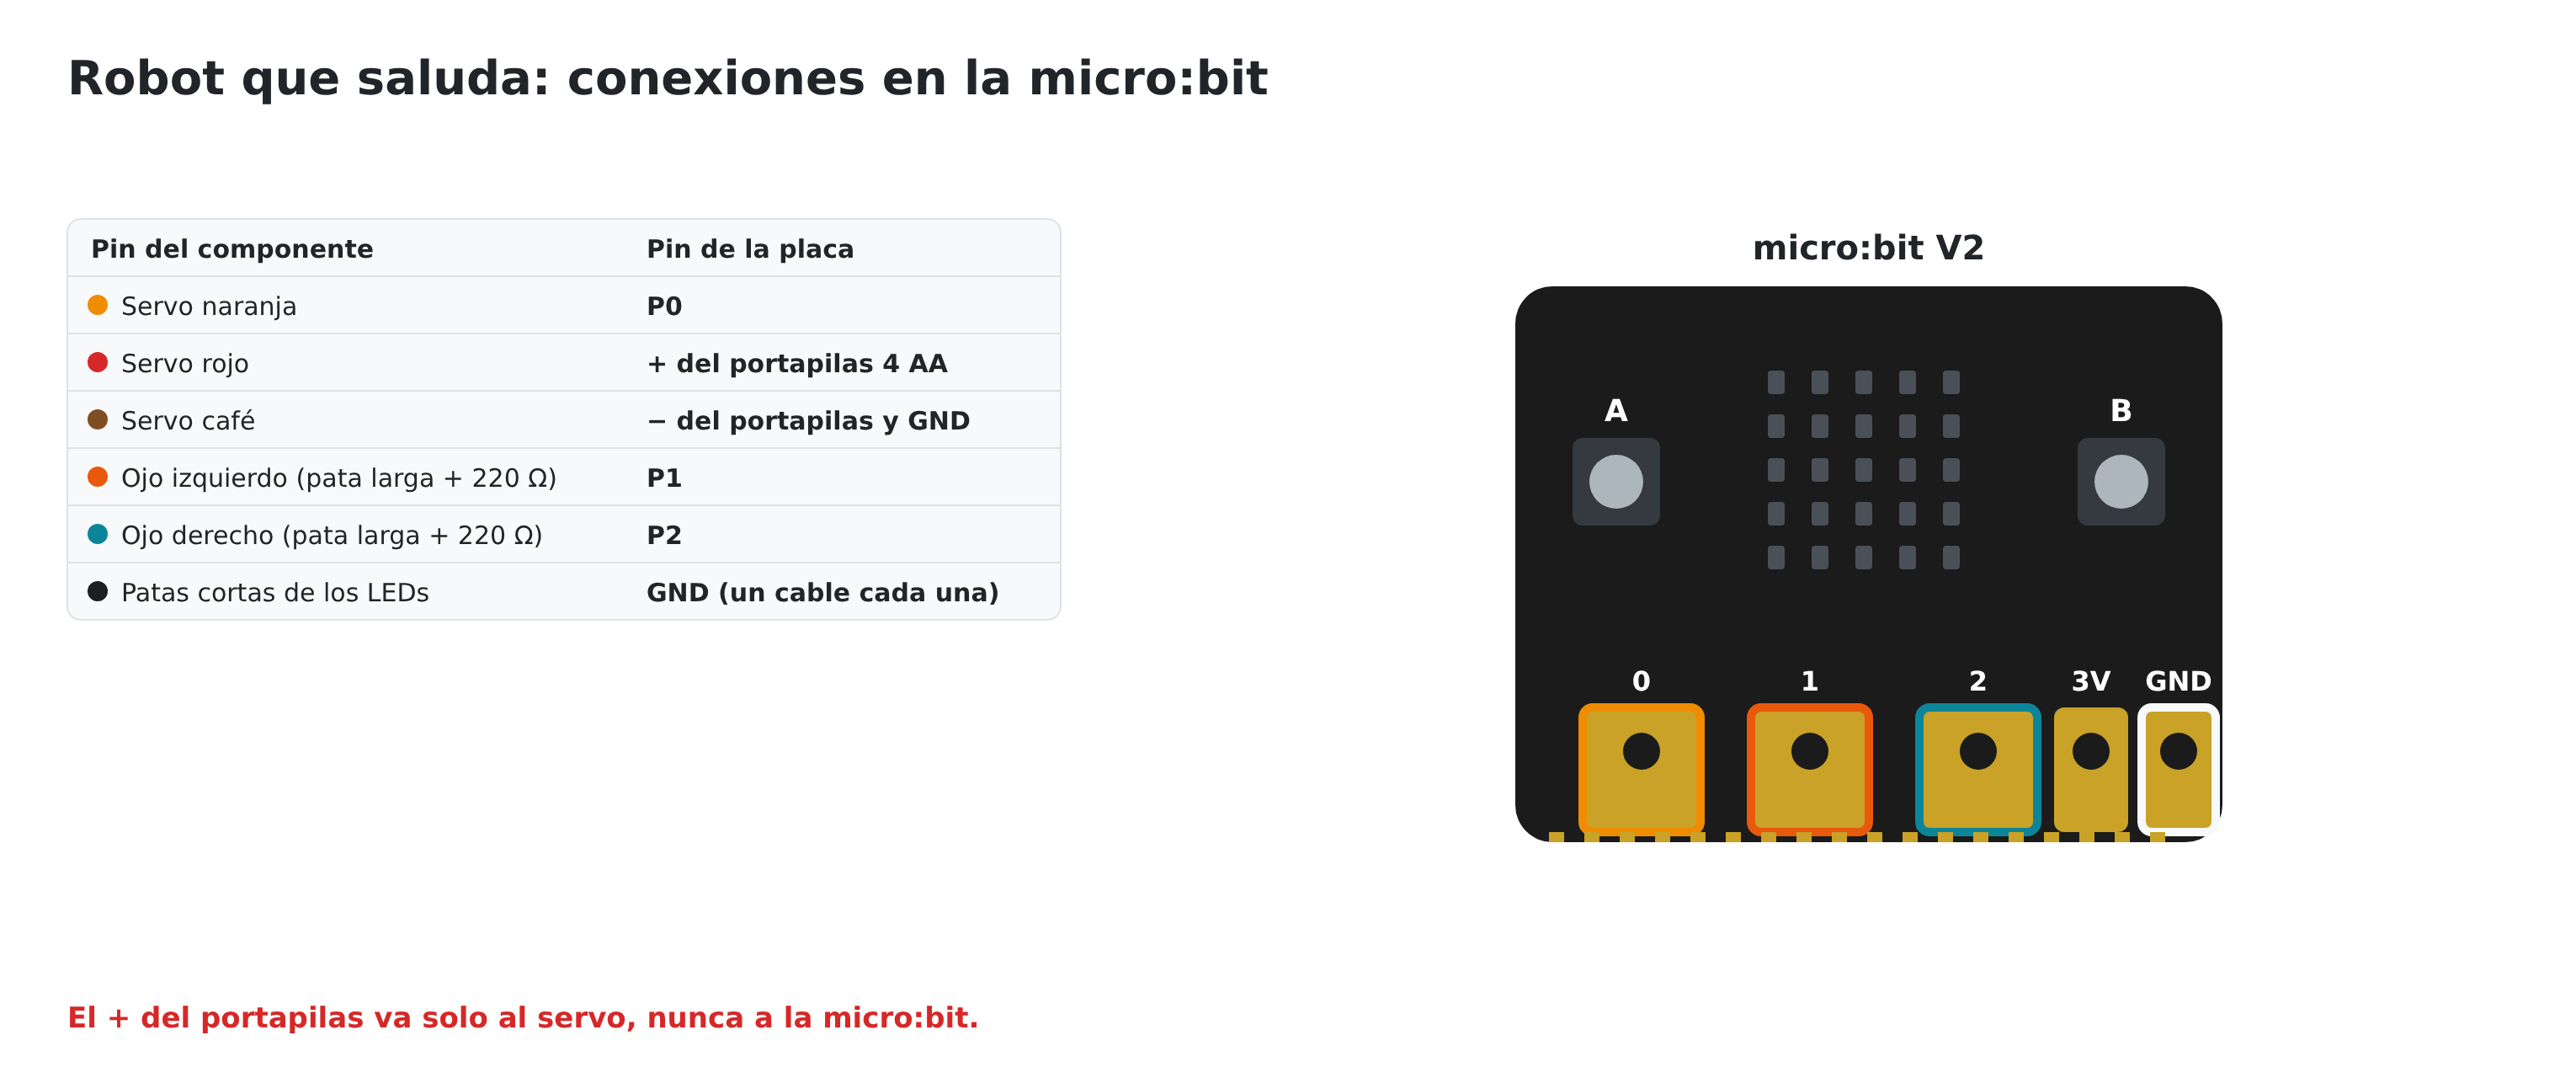 Robot que saluda: conexiones en la micro:bit
Pin del componente Pin de la placa
Servo naranja P0
Servo rojo + del portapilas 4 AA
Servo café − del portapilas y GND
Ojo izquierdo (pata larga + 220 Ω) P1
Ojo derecho (pata larga + 220 Ω) P2
Patas cortas de los LEDs GND (un cable cada una)
micro:bit V2
A B
0 1 2 3V GND
El + del portapilas va solo al servo, nunca a la micro:bit.